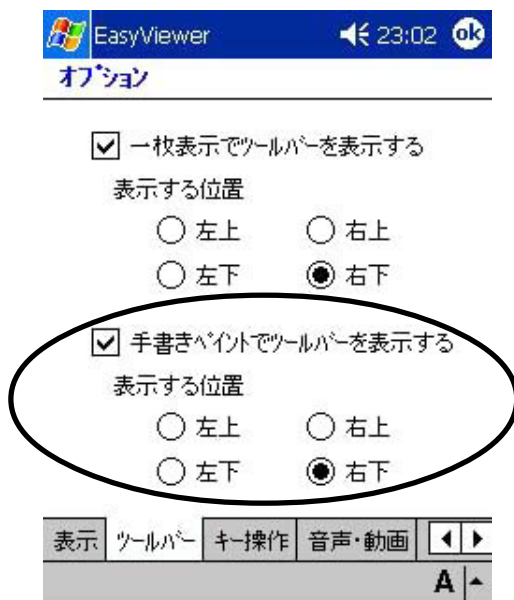 EasyViewer 23:02 ok
オプション
一枚表示でツールバーを表示する
表示する位置
左上 右上
左下 右下
手書きペイントでツールバーを表示する
表示する位置
左上 右上
左下 右下
表示 ツールバー キー操作 音声・動画
A